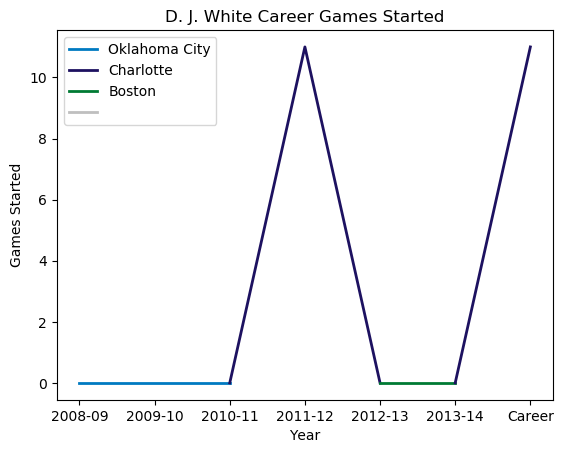 D. J. White Career Games Started
Oklahoma City
Charlotte
Boston
10
8
6
4
2
0
Games Started
2008-09 2009-10 2010-11 2011-12 2012-13 2013-14 Career
Year